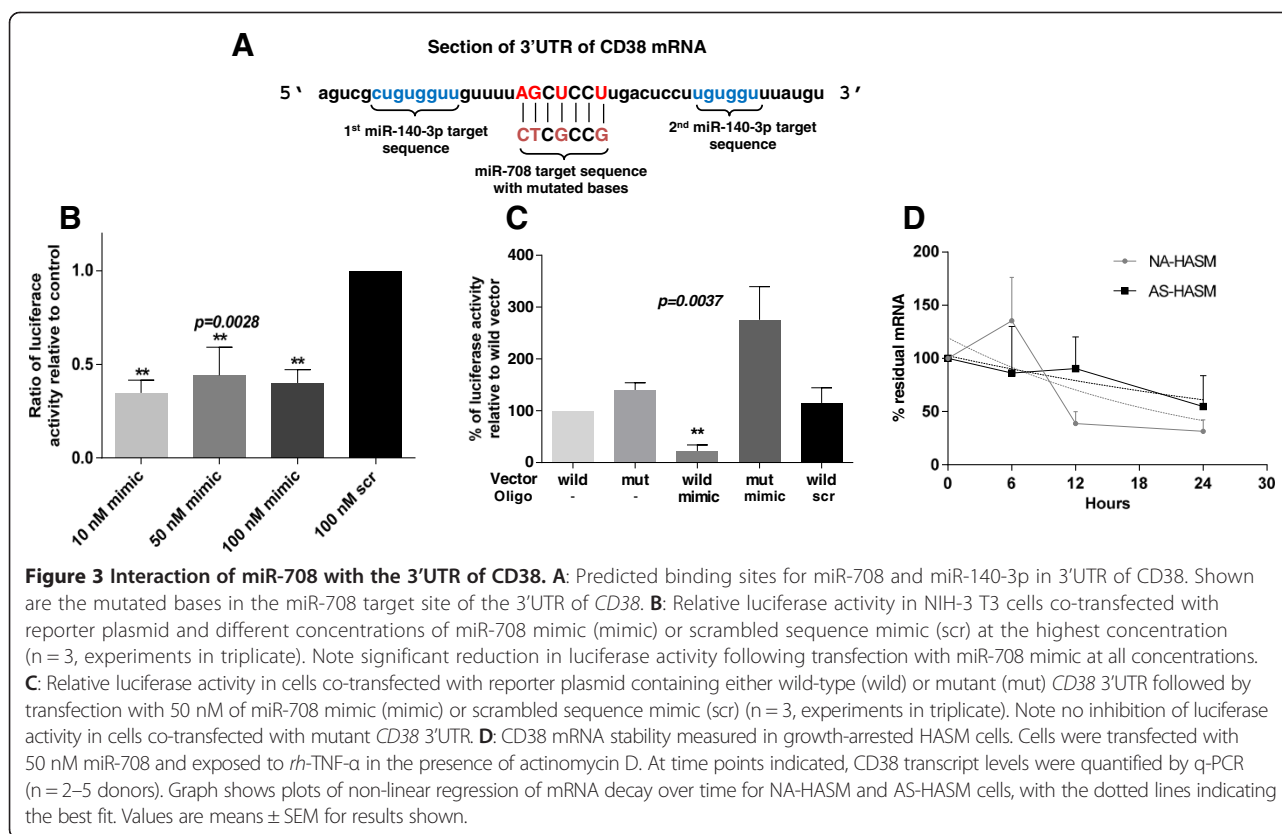 A
Section of 3'UTR of CD38 mRNA
5 ' agucgcugugguuguuuuAGCUCCUugacuccuugugguuuaugu 3 '
1st miR-140-3p target
sequence
CTCGCCG
2nd miR-140-3p target
sequence
miR-708 target sequence
with mutated bases
B
Ratio of luciferace
activity relative to control
1.0
0.5
0.0
p=0.0028
**
**
**
10 nM mimic
50 nM mimic
100 nM mimic
100 nM scr
C
% of luciferase activity
relative to wild vector
400
300
200
100
0
p=0.0037
**
Vector wild mut wild mut wild
Oligo - - mimic mimic scr
D
% residual mRNA
200
150
100
50
0
NA-HASM
AS-HASM
0 6 12 18 24 30
Hours
Figure 3 Interaction of miR-708 with the 3'UTR of CD38. A: Predicted binding sites for miR-708 and miR-140-3p in 3'UTR of CD38. Shown
are the mutated bases in the miR-708 target site of the 3'UTR of CD38. B: Relative luciferase activity in NIH-3 T3 cells co-transfected with
reporter plasmid and different concentrations of miR-708 mimic (mimic) or scrambled sequence mimic (scr) at the highest concentration
(n = 3, experiments in triplicate). Note significant reduction in luciferase activity following transfection with miR-708 mimic at all concentrations.
C: Relative luciferase activity in cells co-transfected with reporter plasmid containing either wild-type (wild) or mutant (mut) CD38 3'UTR followed by
transfection with 50 nM of miR-708 mimic (mimic) or scrambled sequence mimic (scr) (n = 3, experiments in triplicate). Note no inhibition of luciferase
activity in cells co-transfected with mutant CD38 3'UTR. D: CD38 mRNA stability measured in growth-arrested HASM cells. Cells were transfected with
50 nM miR-708 and exposed to rh-TNF-α in the presence of actinomycin D. At time points indicated, CD38 transcript levels were quantified by q-PCR
(n = 2–5 donors). Graph shows plots of non-linear regression of mRNA decay over time for NA-HASM and AS-HASM cells, with the dotted lines indicating
the best fit. Values are means ± SEM for results shown.